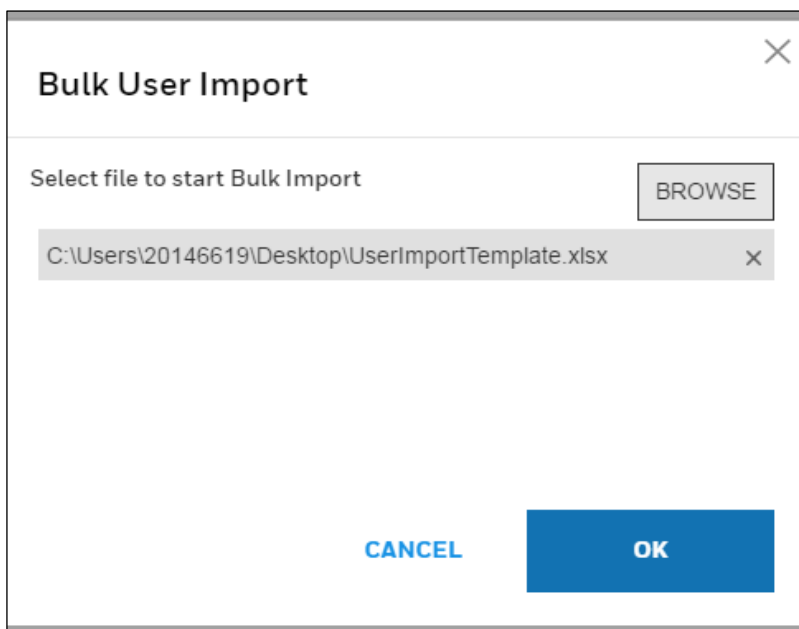 Bulk User Import
Select file to start Bulk Import
BROWSE
C:\Users\20146619\Desktop\UserImportTemplate.xlsx
CANCEL
OK